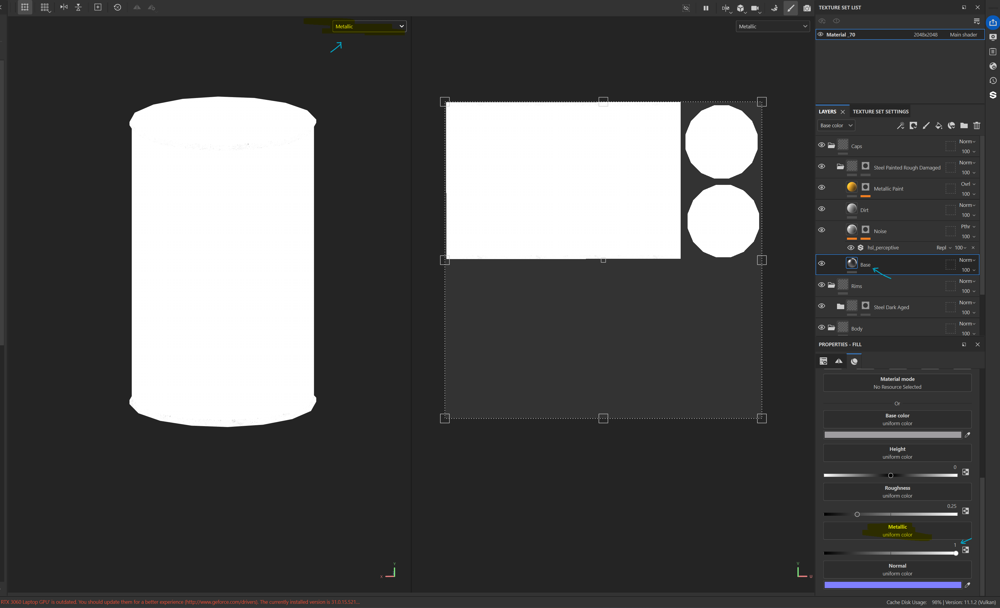 TEXTURE SET LIST
Metallic
Metallic
Material _70 2048x2048 Main shader
LAYERS TEXTURE SET SETTINGS
Base color
Caps Norm 100
Steel Painted Rough Damaged Norm 100
Metallic Paint Ovrl 100
Dirt Norm 100
Noise Pthr 100
hsl_perceptive Repl 100
Base Norm 100
Rims Norm 100
Steel Dark Aged Norm 100
Body Norm 100
PROPERTIES - FILL
Material mode
No Resource Selected
Or
Base color
uniform color
Height
uniform color
0
Roughness
uniform color
0.25
Metallic
uniform color
1
Normal
uniform color
Y
X
V
U
RTX 3060 Laptop GPU' is outdated. You should update them for a better experience (http://www.geforce.com/drivers). The currently installed version is 31.0.15.521...
Cache Disk Usage: 98% | Version: 11.1.2 (Vulkan)